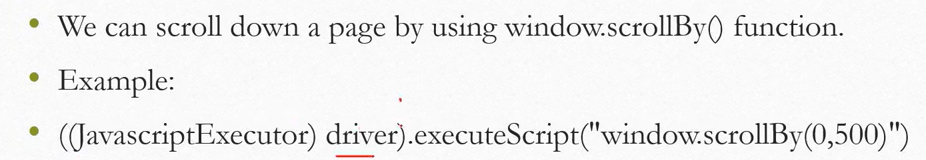 • We can scroll down a page by using window.scrollBy() function.
• Example:
• ((JavascriptExecutor) driver).executeScript("window.scrollBy(0,500)")